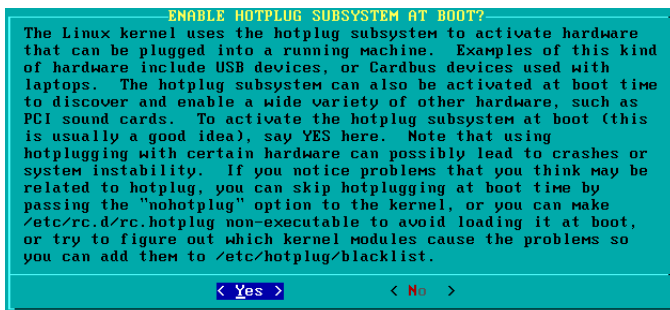 ENABLE HOTPLUG SUBSYSTEM AT BOOT?
The Linux kernel uses the hotplug subsystem to activate hardware
that can be plugged into a running machine.  Examples of this kind
of hardware include USB devices, or Cardbus devices used with
laptops.  The hotplug subsystem can also be activated at boot time
to discover and enable a wide variety of other hardware, such as
PCI sound cards.  To activate the hotplug subsystem at boot (this
is usually a good idea), say YES here.  Note that using
hotplugging with certain hardware can possibly lead to crashes or
system instability.  If you notice problems that you think may be
related to hotplug, you can skip hotplugging at boot time by
passing the "nohotplug" option to the kernel, or you can make
/etc/rc.d/rc.hotplug non-executable to avoid loading it at boot,
or try to figure out which kernel modules cause the problems so
you can add them to /etc/hotplug/blacklist.
< Yes > < No >